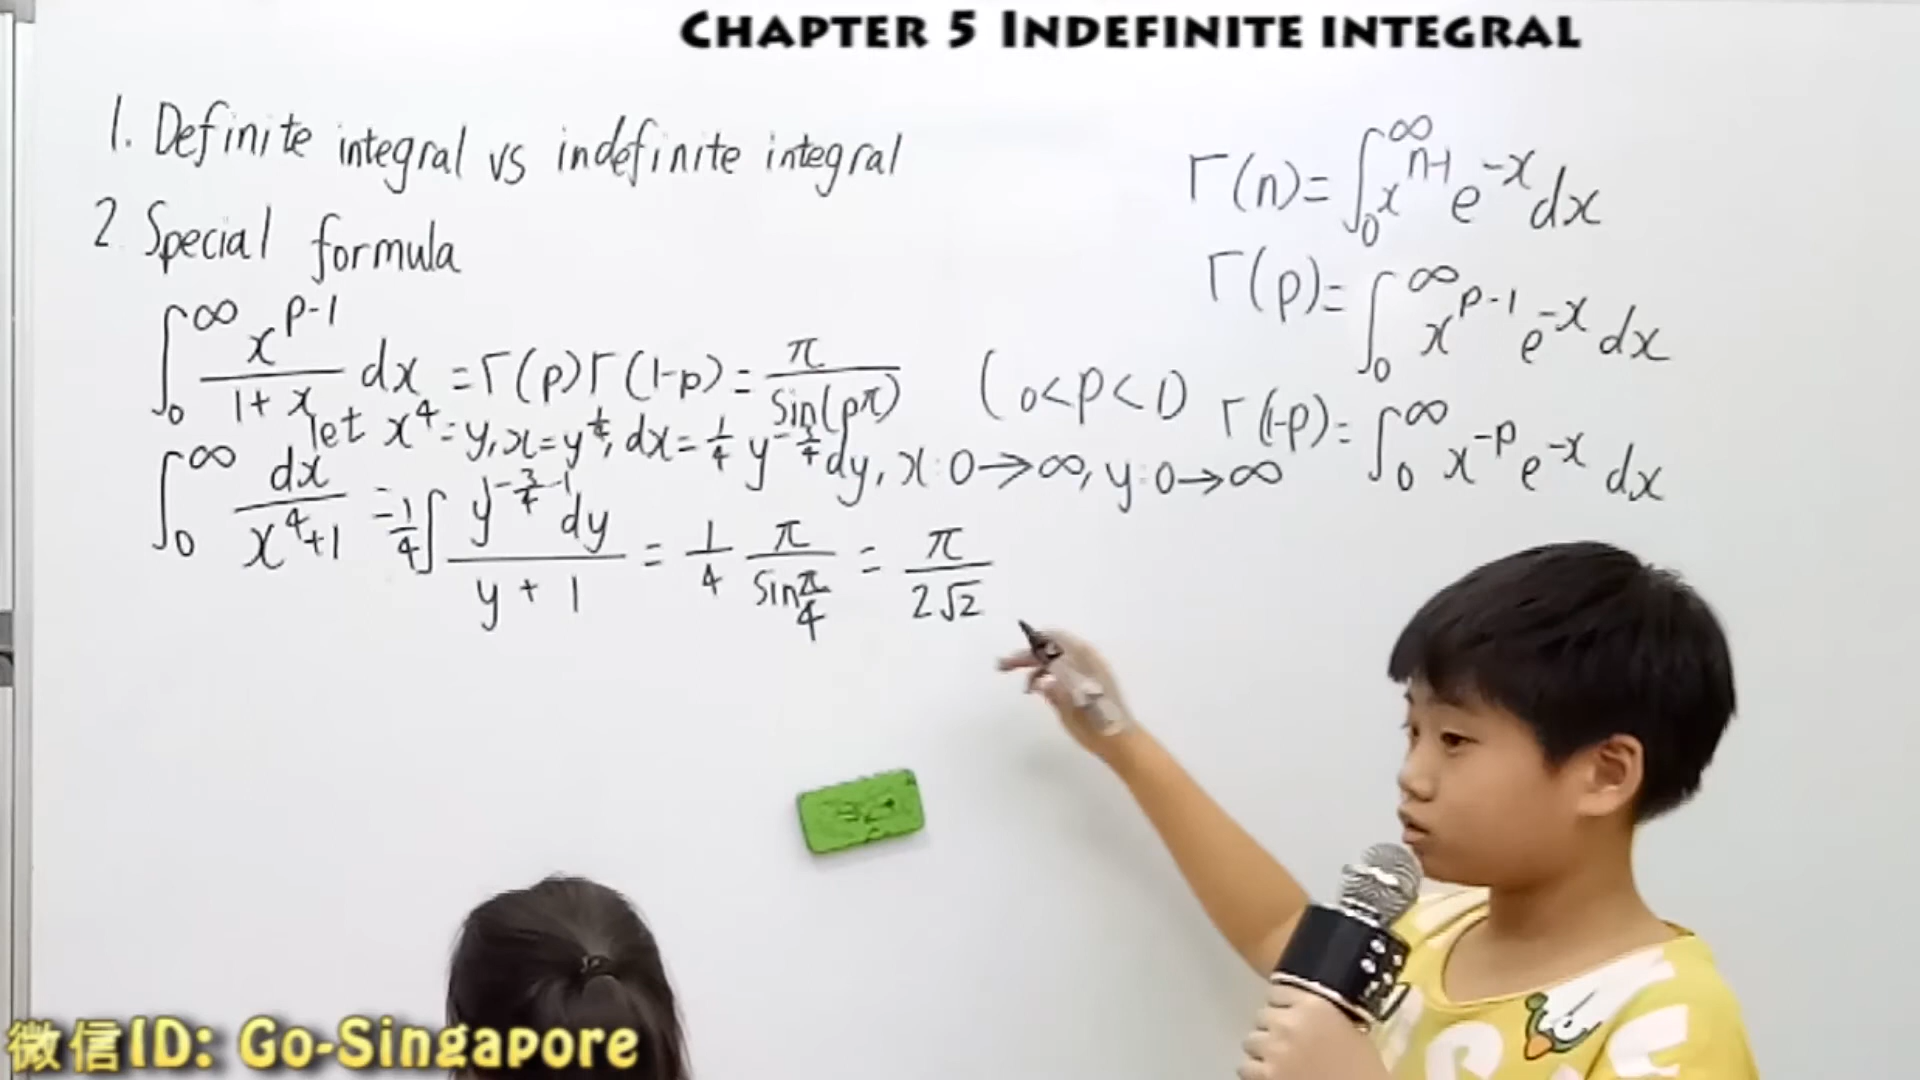 CHAPTER 5 INDEFINITE INTEGRAL
1. Definite integral vs indefinite integral
2. Special formula
Γ(n)=∫₀^∞ x^(n-1) e^(-x) dx
Γ(p)=∫₀^∞ x^(p-1) e^(-x) dx
∫₀^∞ x^(p-1)/(1+x) dx = Γ(p)Γ(1-p) = π/sin(pπ) (0<p<1)
Γ(1-p)=∫₀^∞ x^(-p) e^(-x) dx
let x^4=y, x=y^(1/4), dx=1/4 y^(-3/4) dy, x:0→∞, y:0→∞
∫₀^∞ dx/(x^4+1) = 1/4 ∫ y^(-3/4) dy/(y+1) = 1/4 π/sin(π/4) = π/(2√2)
微信ID: Go-Singapore